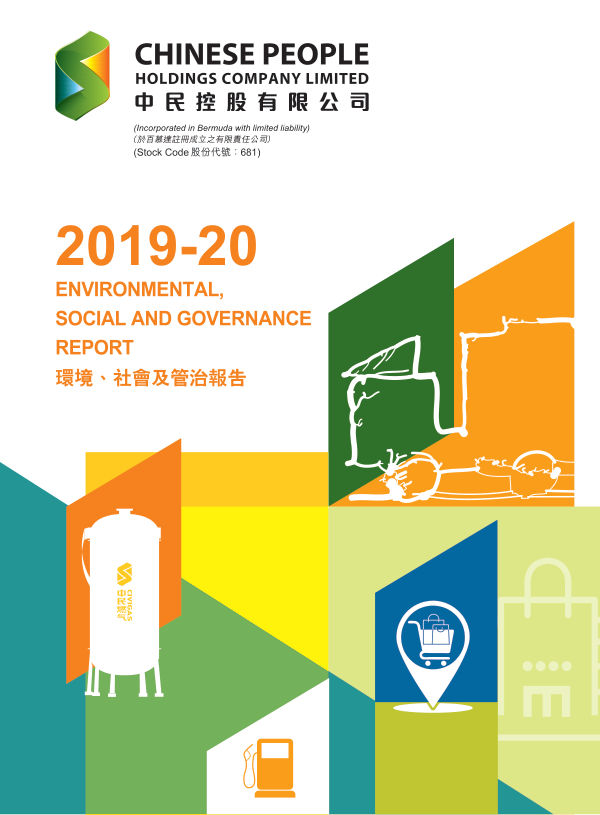 CHINESE PEOPLE
HOLDINGS COMPANY LIMITED
中民控股有限公司
(Incorporated in Bermuda with limited liability)
(於百慕達註冊成立之有限責任公司)
(Stock Code 股份代號：681)
2019-20
ENVIRONMENTAL,
SOCIAL AND GOVERNANCE
REPORT
環境、社會及管治報告
CIVIGAS